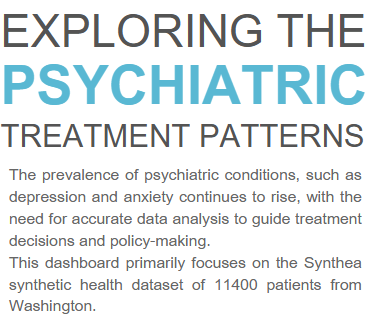 EXPLORING THE
PSYCHIATRIC
TREATMENT PATTERNS
The prevalence of psychiatric conditions, such as
depression and anxiety continues to rise, with the
need for accurate data analysis to guide treatment
decisions and policy-making.
This dashboard primarily focuses on the Synthea
synthetic health dataset of 11400 patients from
Washington.